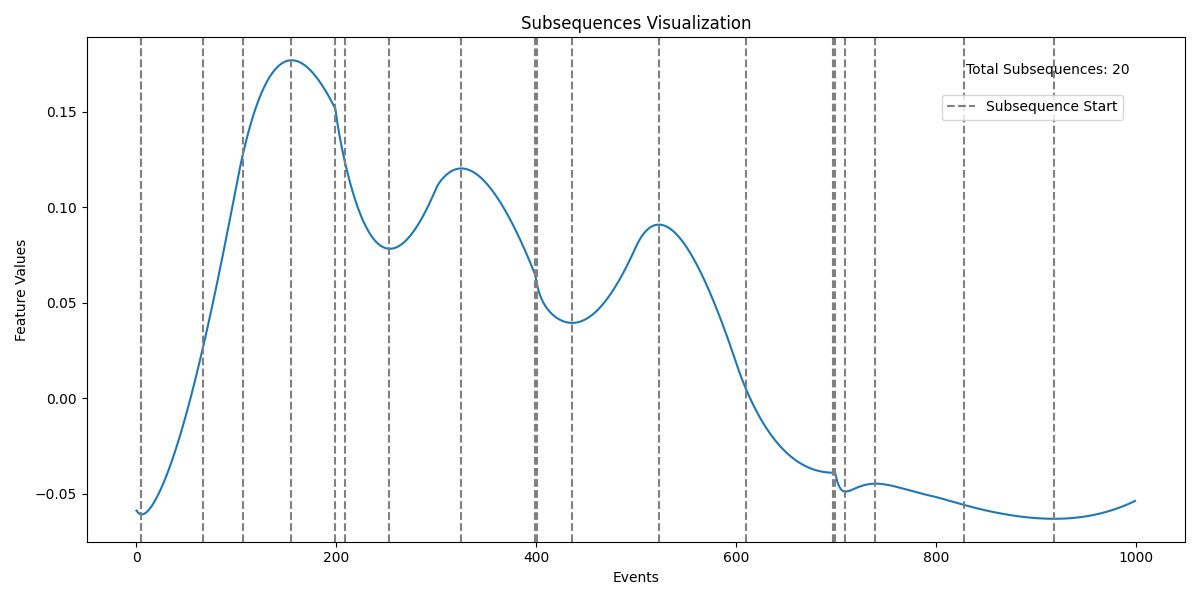 Subsequences Visualization
Total Subsequences: 20
Subsequence Start
Feature Values
0.15
0.10
0.05
0.00
−0.05
0
200
400
600
800
1000
Events